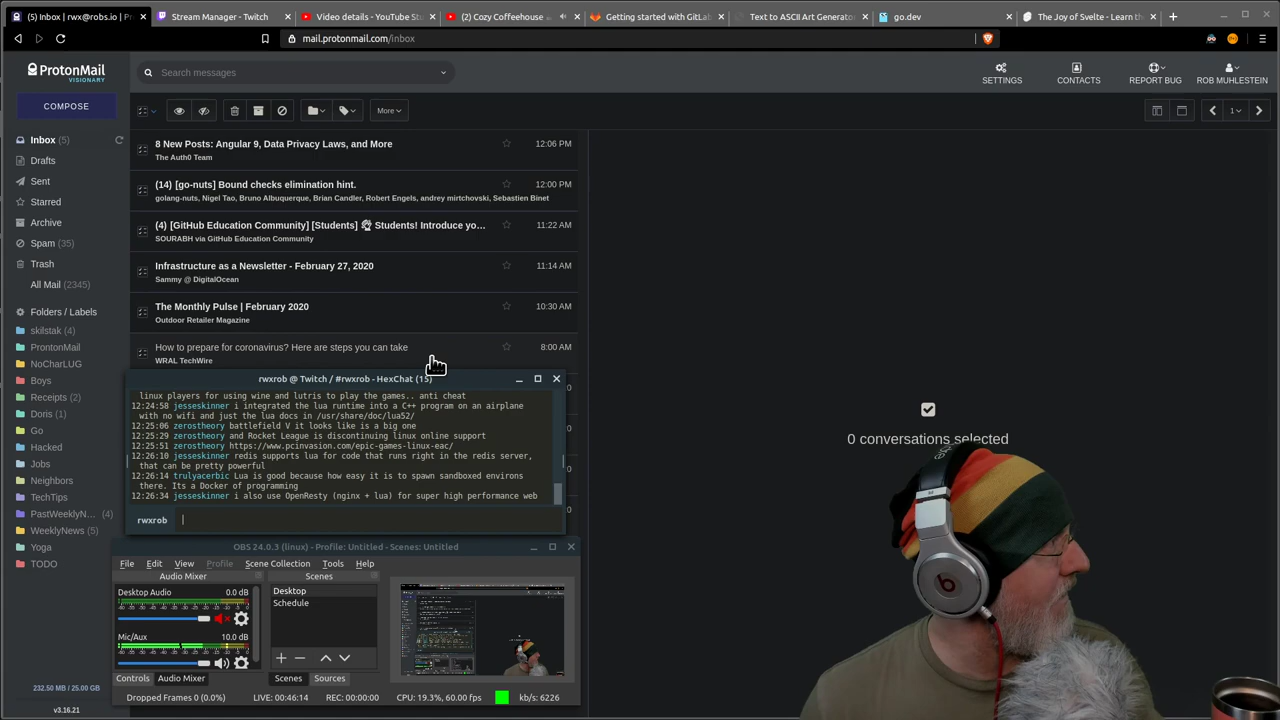 (5) Inbox | rwx@robs.io | Pro
Stream Manager - Twitch
Video details - YouTube Stu
(2) Cozy Coffeehouse
Getting started with GitLab
Text to ASCII Art Generator
go.dev
The Joy of Svelte - Learn th
mail.protonmail.com/inbox
ProtonMail
VISIONARY
Search messages
SETTINGS
CONTACTS
REPORT BUG
ROB MUHLESTEIN
COMPOSE
More
1
Inbox (5)
Drafts
Sent
Starred
Archive
Spam (35)
Trash
All Mail (2345)
Folders / Labels
skilstak (4)
ProntonMail
NoCharLUG
Boys
Receipts (2)
Doris (1)
Go
Hacked
Jobs
Neighbors
TechTips
PastWeeklyN... (4)
WeeklyNews (5)
Yoga
TODO
232.50 MB / 25.00 GB
v3.16.21
8 New Posts: Angular 9, Data Privacy Laws, and More
12:06 PM
The Auth0 Team
(14) [go-nuts] Bound checks elimination hint.
12:00 PM
golang-nuts, Nigel Tao, Bruno Albuquerque, Brian Candler, Robert Engels, andrey mirtchovski, Sebastien Binet
(4) [GitHub Education Community] [Students] Students! Introduce yo...
11:22 AM
SOURABH via GitHub Education Community
Infrastructure as a Newsletter - February 27, 2020
11:14 AM
Sammy @ DigitalOcean
The Monthly Pulse | February 2020
10:30 AM
Outdoor Retailer Magazine
How to prepare for coronavirus? Here are steps you can take
8:00 AM
WRAL TechWire
0 conversations selected
rwxrob @ Twitch / #rwxrob - HexChat (15)
linux players for using wine and lutris to play the games.. anti cheat
12:24:58 jesseskinner i integrated the lua runtime into a C++ program on an airplane
with no wifi and just the lua docs in /usr/share/doc/lua52/
12:25:06 zerostheory battlefield V it looks like is a big one
12:25:29 zerostheory and Rocket League is discontinuing linux online support
12:25:51 zerostheory https://www.pcinvasion.com/epic-games-linux-eac/
12:26:10 jesseskinner redis supports lua for code that runs right in the redis server,
that can be pretty powerful
12:26:14 trulyacerbic Lua is good because how easy it is to spawn sandboxed environs
there. Its a Docker of programming
12:26:34 jesseskinner i also use OpenResty (nginx + lua) for super high performance web
rwxrob
OBS 24.0.3 (linux) - Profile: Untitled - Scenes: Untitled
File Edit View Profile Scene Collection Tools Help
Audio Mixer
Scenes
Desktop Audio 0.0 dB
Mic/Aux 10.0 dB
Desktop
Schedule
Controls Audio Mixer
Scenes Sources
Dropped Frames 0 (0.0%)
LIVE: 00:46:14
REC: 00:00:00
CPU: 19.3%, 60.00 fps
kb/s: 6226